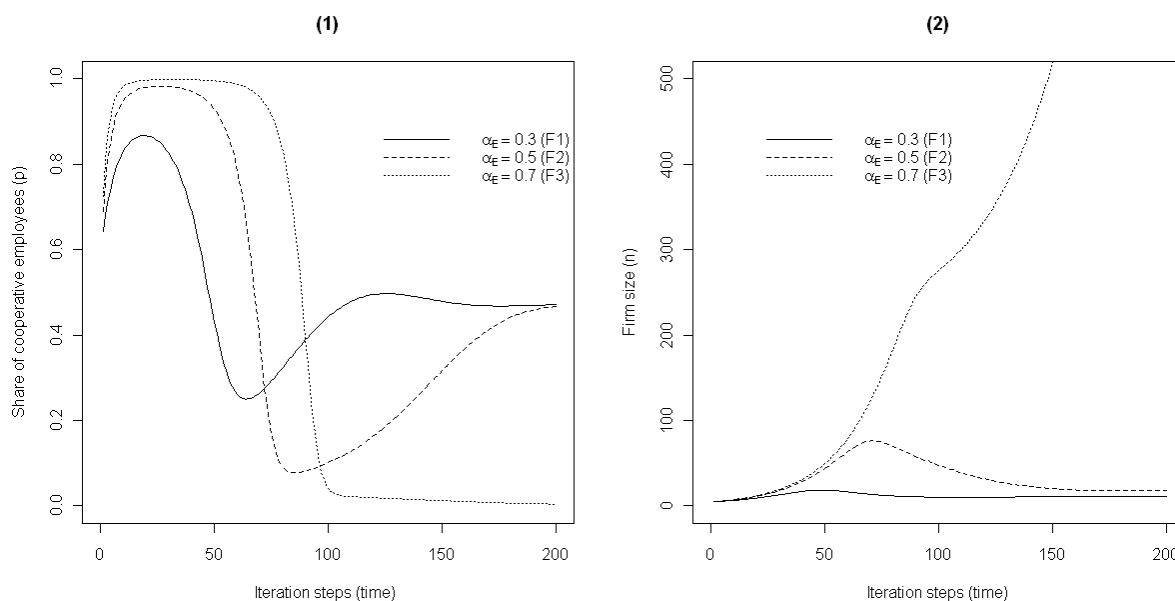 (1)
Share of cooperative employees (p)
1.0
0.8
0.6
0.4
0.2
0.0
αE = 0.3 (F1)
αE = 0.5 (F2)
αE = 0.7 (F3)
0 50 100 150 200
Iteration steps (time)
(2)
Firm size (n)
500
400
300
200
100
0
αE = 0.3 (F1)
αE = 0.5 (F2)
αE = 0.7 (F3)
0 50 100 150 200
Iteration steps (time)